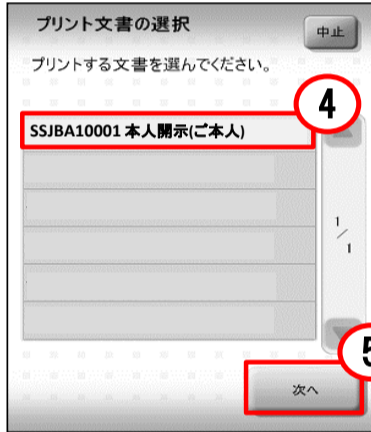 プリント文書の選択
中止
プリントする文書を選んでください。
4
SSJBA10001 本人開示(ご本人)
1/1
5
次へ